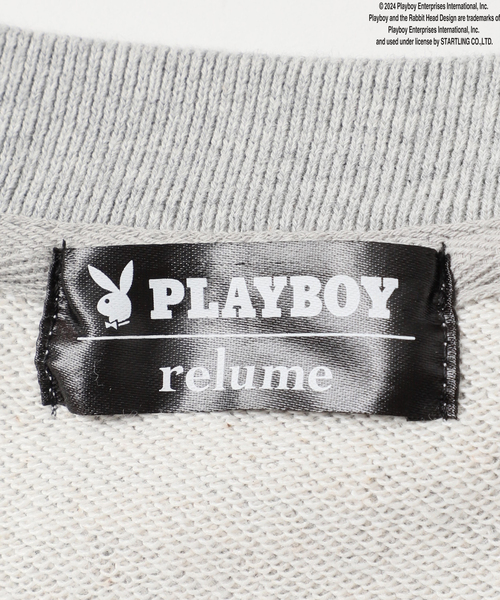 © 2024 Playboy Enterprises International, Inc.
Playboy and the Rabbit Head Design are trademarks of
Playboy Enterprises International, Inc.
and used under license by STARTLING CO.,LTD.
PLAYBOY
relume